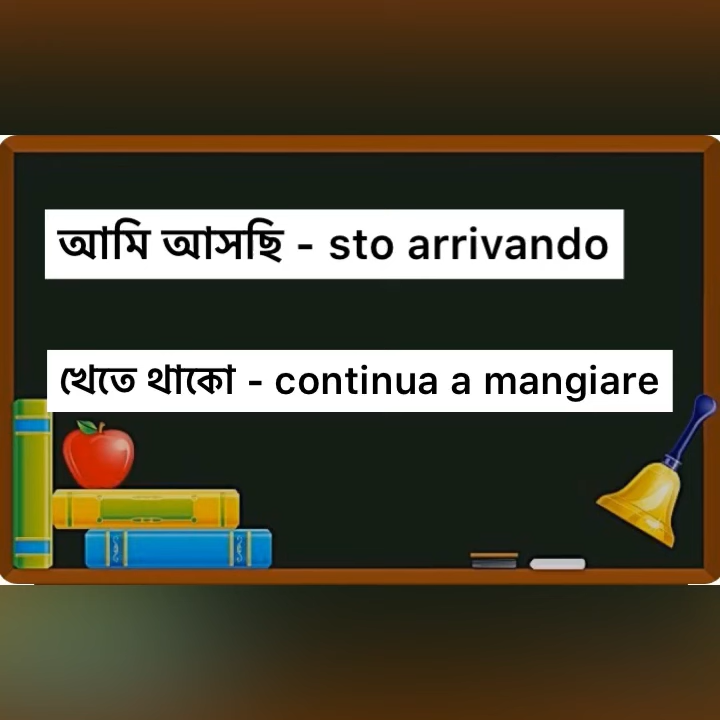 আমি আসছি - sto arrivando
খেতে থাকো - continua a mangiare